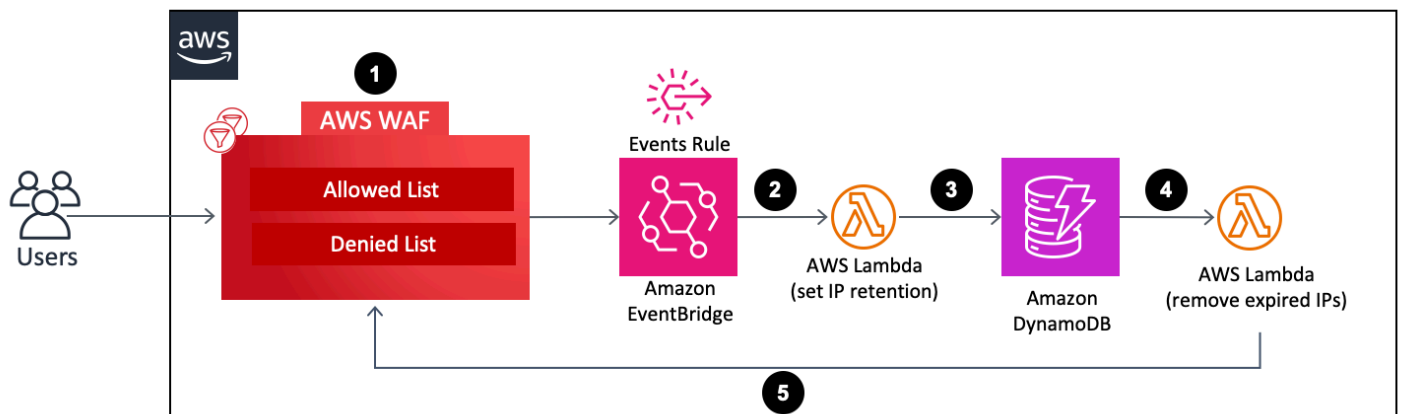 aws
1
AWS WAF
Allowed List
Denied List
Users
Events Rule
Amazon
EventBridge
2
AWS Lambda
(set IP retention)
3
Amazon
DynamoDB
4
AWS Lambda
(remove expired IPs)
5